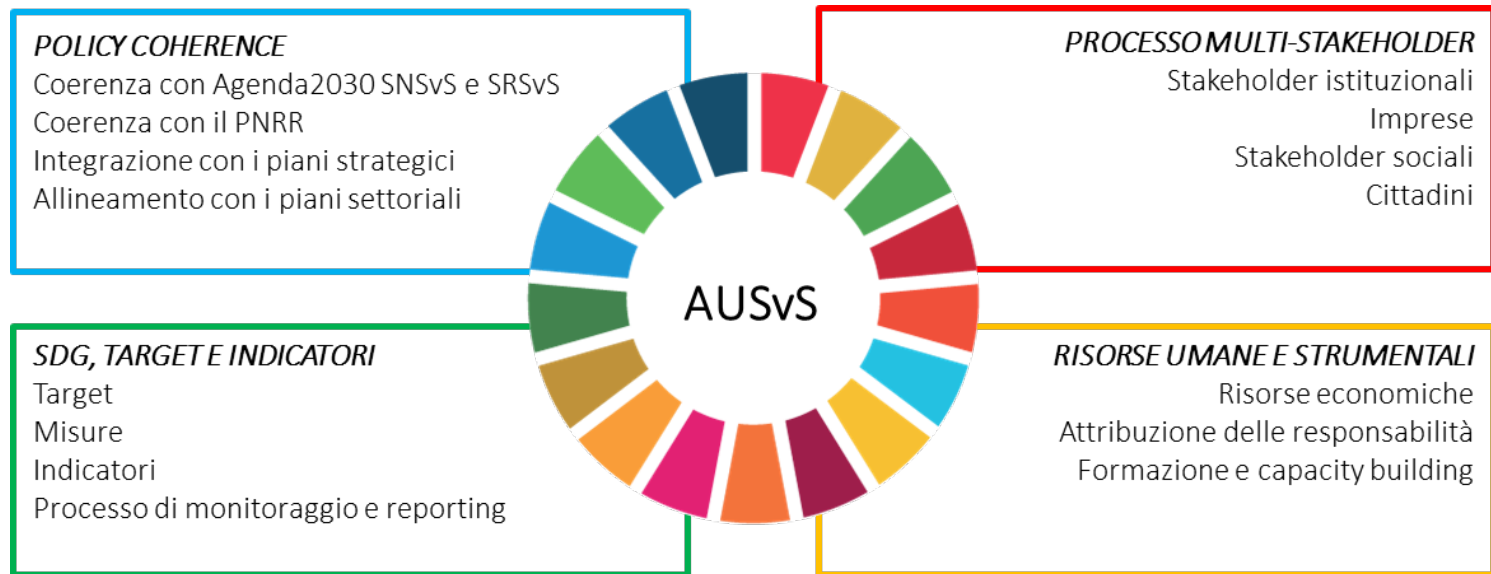 POLICY COHERENCE
Coerenza con Agenda2030 SNSvS e SRSvS
Coerenza con il PNRR
Integrazione con i piani strategici
Allineamento con i piani settoriali
PROCESSO MULTI-STAKEHOLDER
Stakeholder istituzionali
Imprese
Stakeholder sociali
Cittadini
AUSvS
SDG, TARGET E INDICATORI
Target
Misure
Indicatori
Processo di monitoraggio e reporting
RISORSE UMANE E STRUMENTALI
Risorse economiche
Attribuzione delle responsabilità
Formazione e capacity building